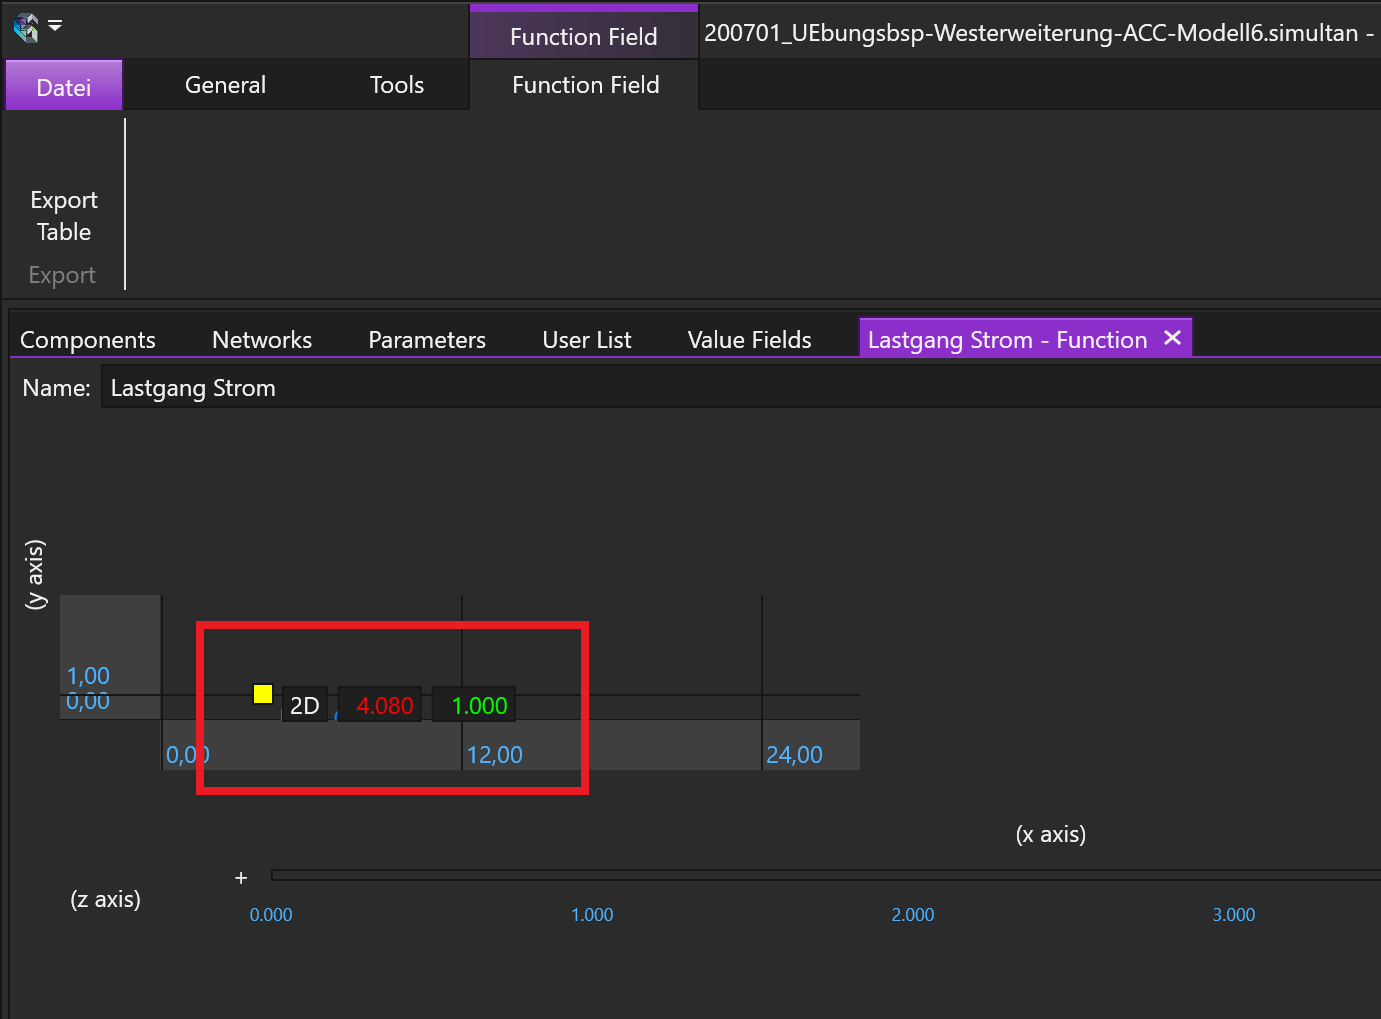 Function Field
200701_UEbungsbsp-Westerweiterung-ACC-Modell6.simultan -
Datei General Tools Function Field
Export
Table
Export
Components Networks Parameters User List Value Fields Lastgang Strom - Function ✕
Name: Lastgang Strom
(y axis)
1,00
0,00
2D 4.080 1.000
0,00 12,00 24,00
(x axis)
+
(z axis)
0.000 1.000 2.000 3.000